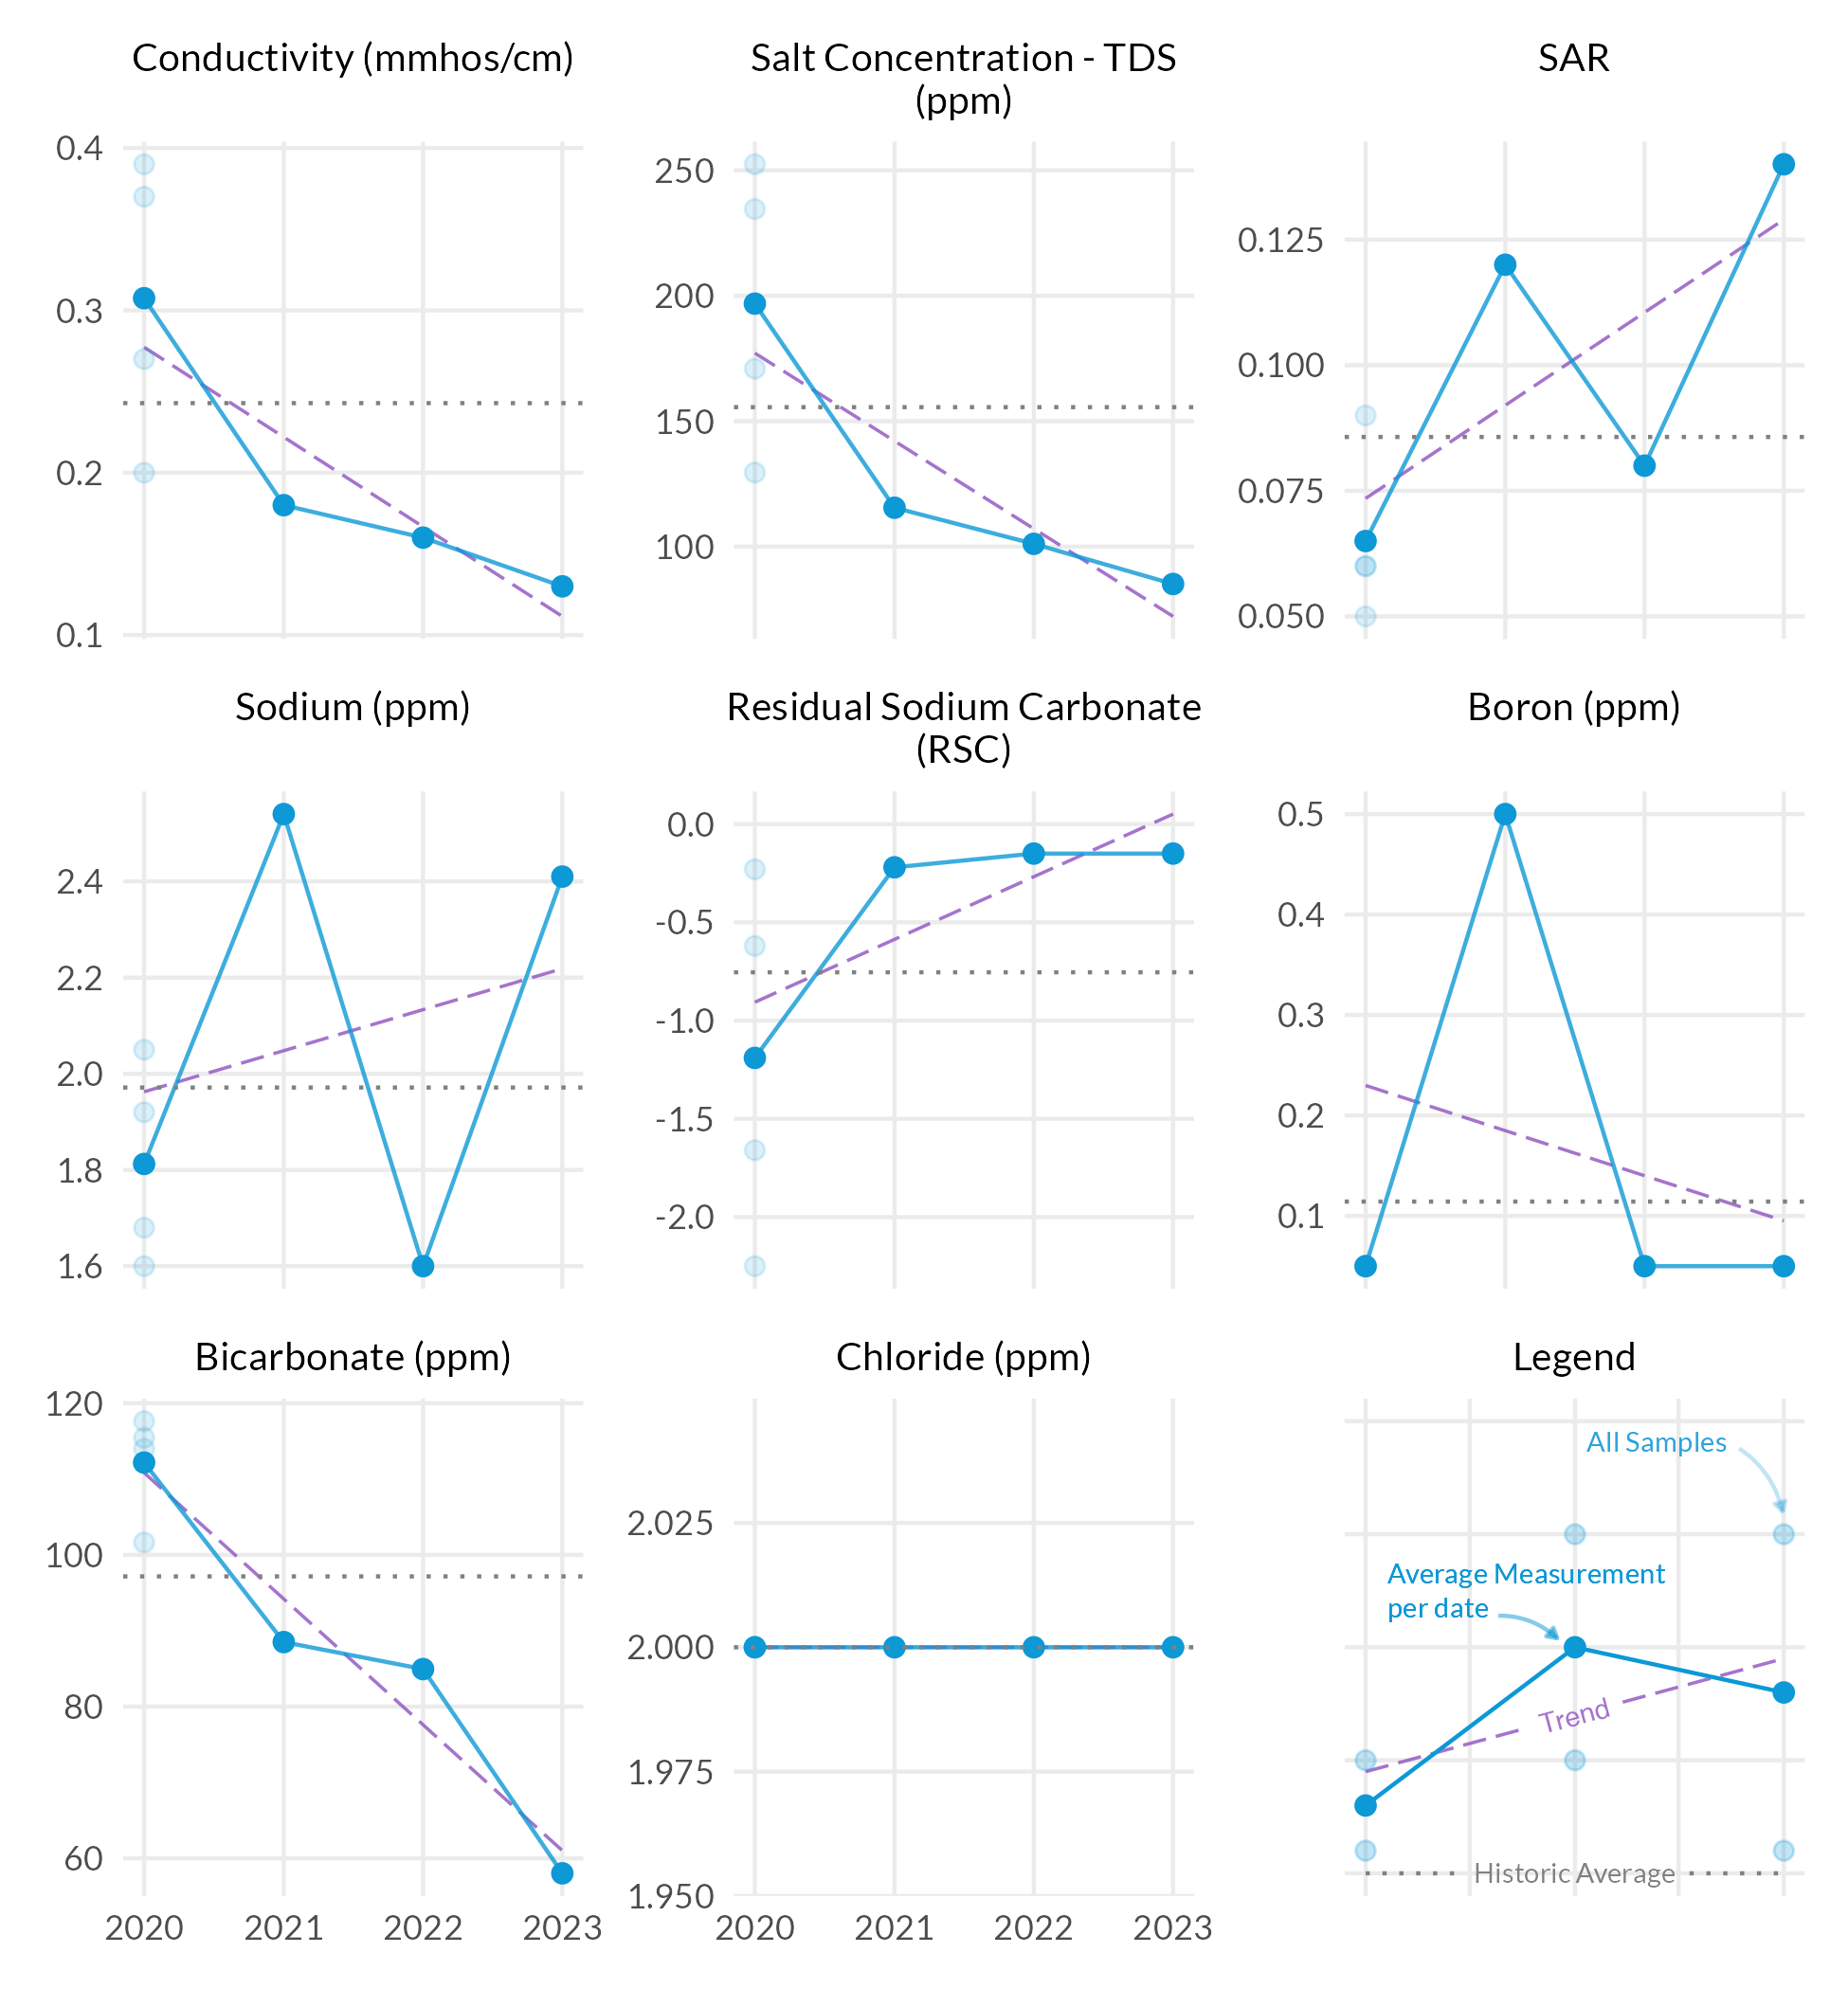 Conductivity (mmhos/cm)
0.4
0.3
0.2
0.1
Salt Concentration - TDS
(ppm)
250
200
150
100
SAR
0.125
0.100
0.075
0.050
Sodium (ppm)
2.4
2.2
2.0
1.8
1.6
Residual Sodium Carbonate
(RSC)
0.0
-0.5
-1.0
-1.5
-2.0
Boron (ppm)
0.5
0.4
0.3
0.2
0.1
Bicarbonate (ppm)
120
100
80
60
2020 2021 2022 2023
Chloride (ppm)
2.025
2.000
1.975
1.950
2020 2021 2022 2023
Legend
All Samples
Average Measurement
per date
Trend
Historic Average